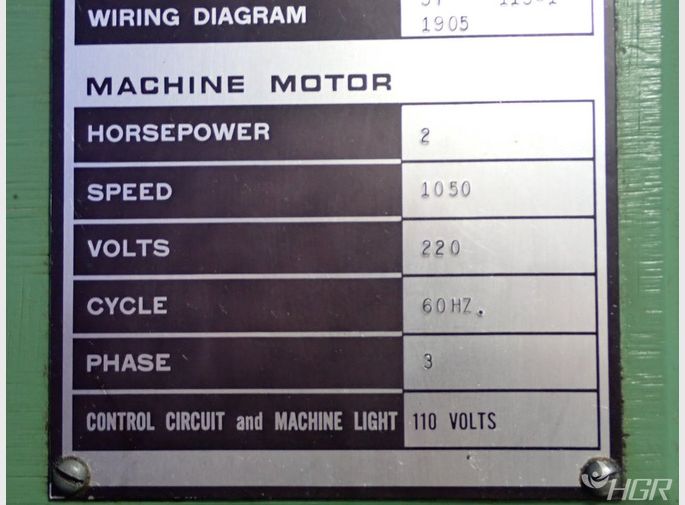 WIRING DIAGRAM
1905
MACHINE MOTOR
HORSEPOWER 2
SPEED 1050
VOLTS 220
CYCLE 60HZ.
PHASE 3
CONTROL CIRCUIT and MACHINE LIGHT 110 VOLTS
HGR